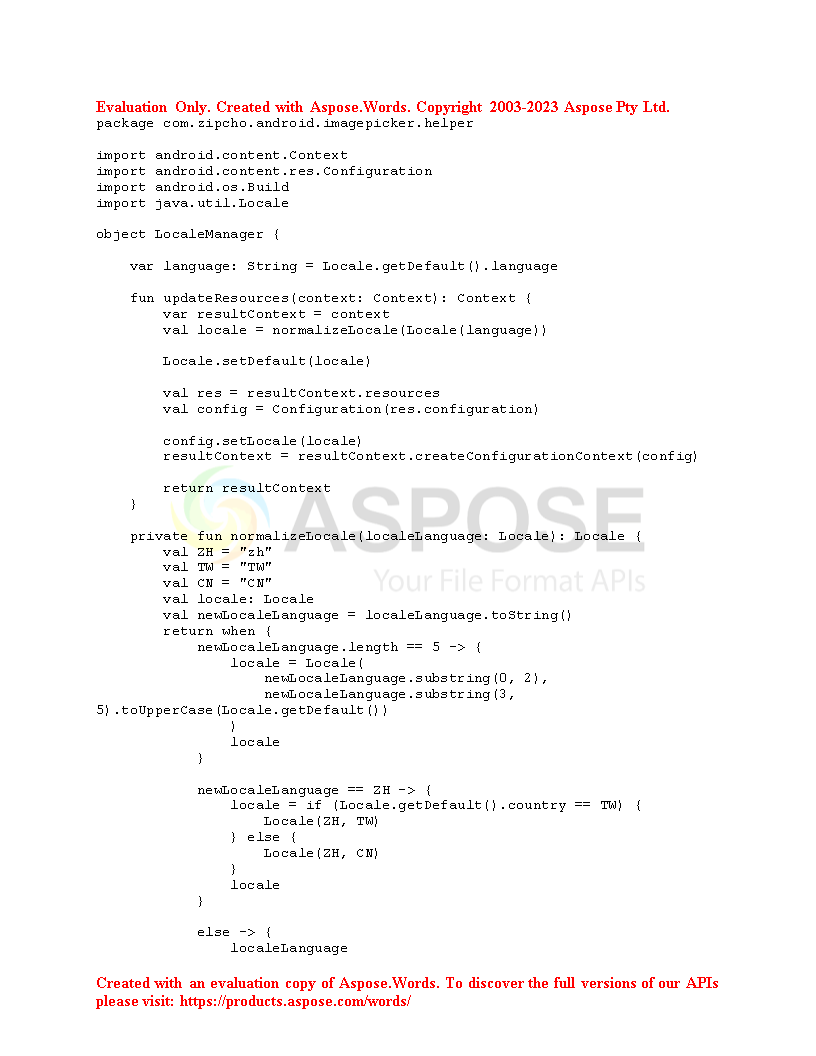 Evaluation Only. Created with Aspose.Words. Copyright 2003-2023 Aspose Pty Ltd.
package com.zipcho.android.imagepicker.helper

import android.content.Context
import android.content.res.Configuration
import android.os.Build
import java.util.Locale

object LocaleManager {

    var language: String = Locale.getDefault().language

    fun updateResources(context: Context): Context {
        var resultContext = context
        val locale = normalizeLocale(Locale(language))

        Locale.setDefault(locale)

        val res = resultContext.resources
        val config = Configuration(res.configuration)

        config.setLocale(locale)
        resultContext = resultContext.createConfigurationContext(config)

        return resultContext
    }
ASPOSE
Your File Format APIs

    private fun normalizeLocale(localeLanguage: Locale): Locale {
        val ZH = "zh"
        val TW = "TW"
        val CN = "CN"
        val locale: Locale
        val newLocaleLanguage = localeLanguage.toString()
        return when {
            newLocaleLanguage.length == 5 -> {
                locale = Locale(
                    newLocaleLanguage.substring(0, 2),
                    newLocaleLanguage.substring(3,
5).toUpperCase(Locale.getDefault())
                )
                locale
            }

            newLocaleLanguage == ZH -> {
                locale = if (Locale.getDefault().country == TW) {
                    Locale(ZH, TW)
                } else {
                    Locale(ZH, CN)
                }
                locale
            }

            else -> {
                localeLanguage
Created with an evaluation copy of Aspose.Words. To discover the full versions of our APIs
please visit: https://products.aspose.com/words/